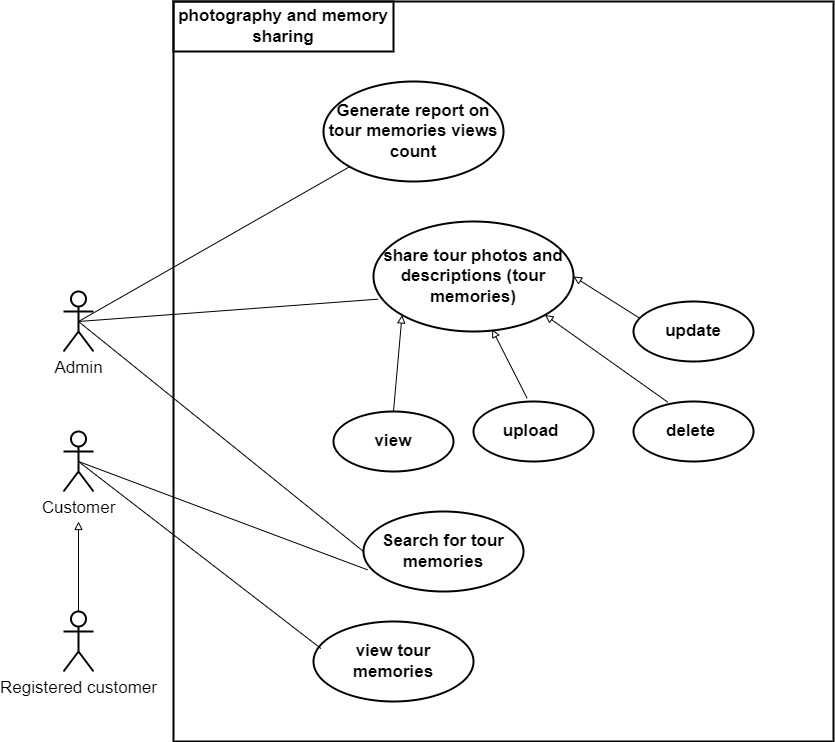 photography and memory
sharing
Generate report on
tour memories views
count
share tour photos and
descriptions (tour
memories)
update
Admin
view
upload
delete
Customer
Search for tour
memories
view tour
memories
Registered customer